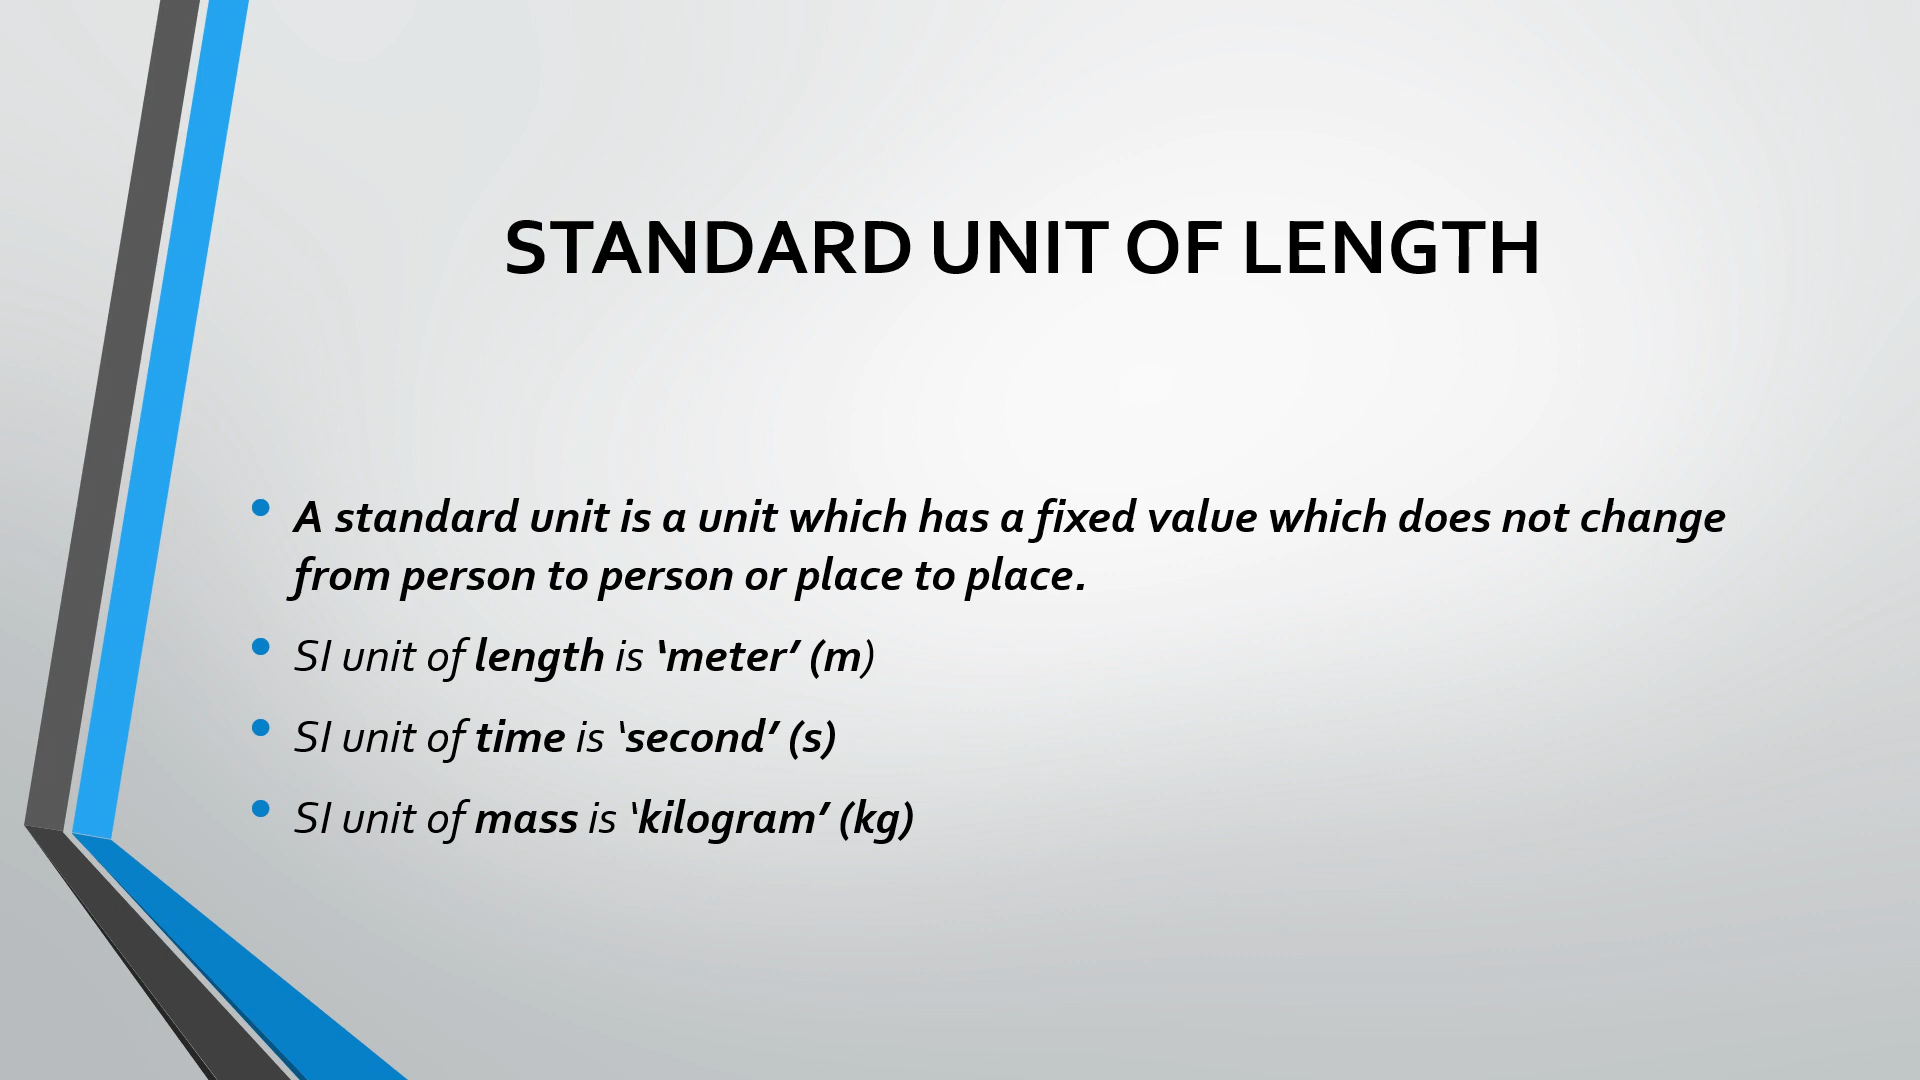 STANDARD UNIT OF LENGTH
• A standard unit is a unit which has a fixed value which does not change
from person to person or place to place.
• SI unit of length is ‘meter’ (m)
• SI unit of time is ‘second’ (s)
• SI unit of mass is ‘kilogram’ (kg)